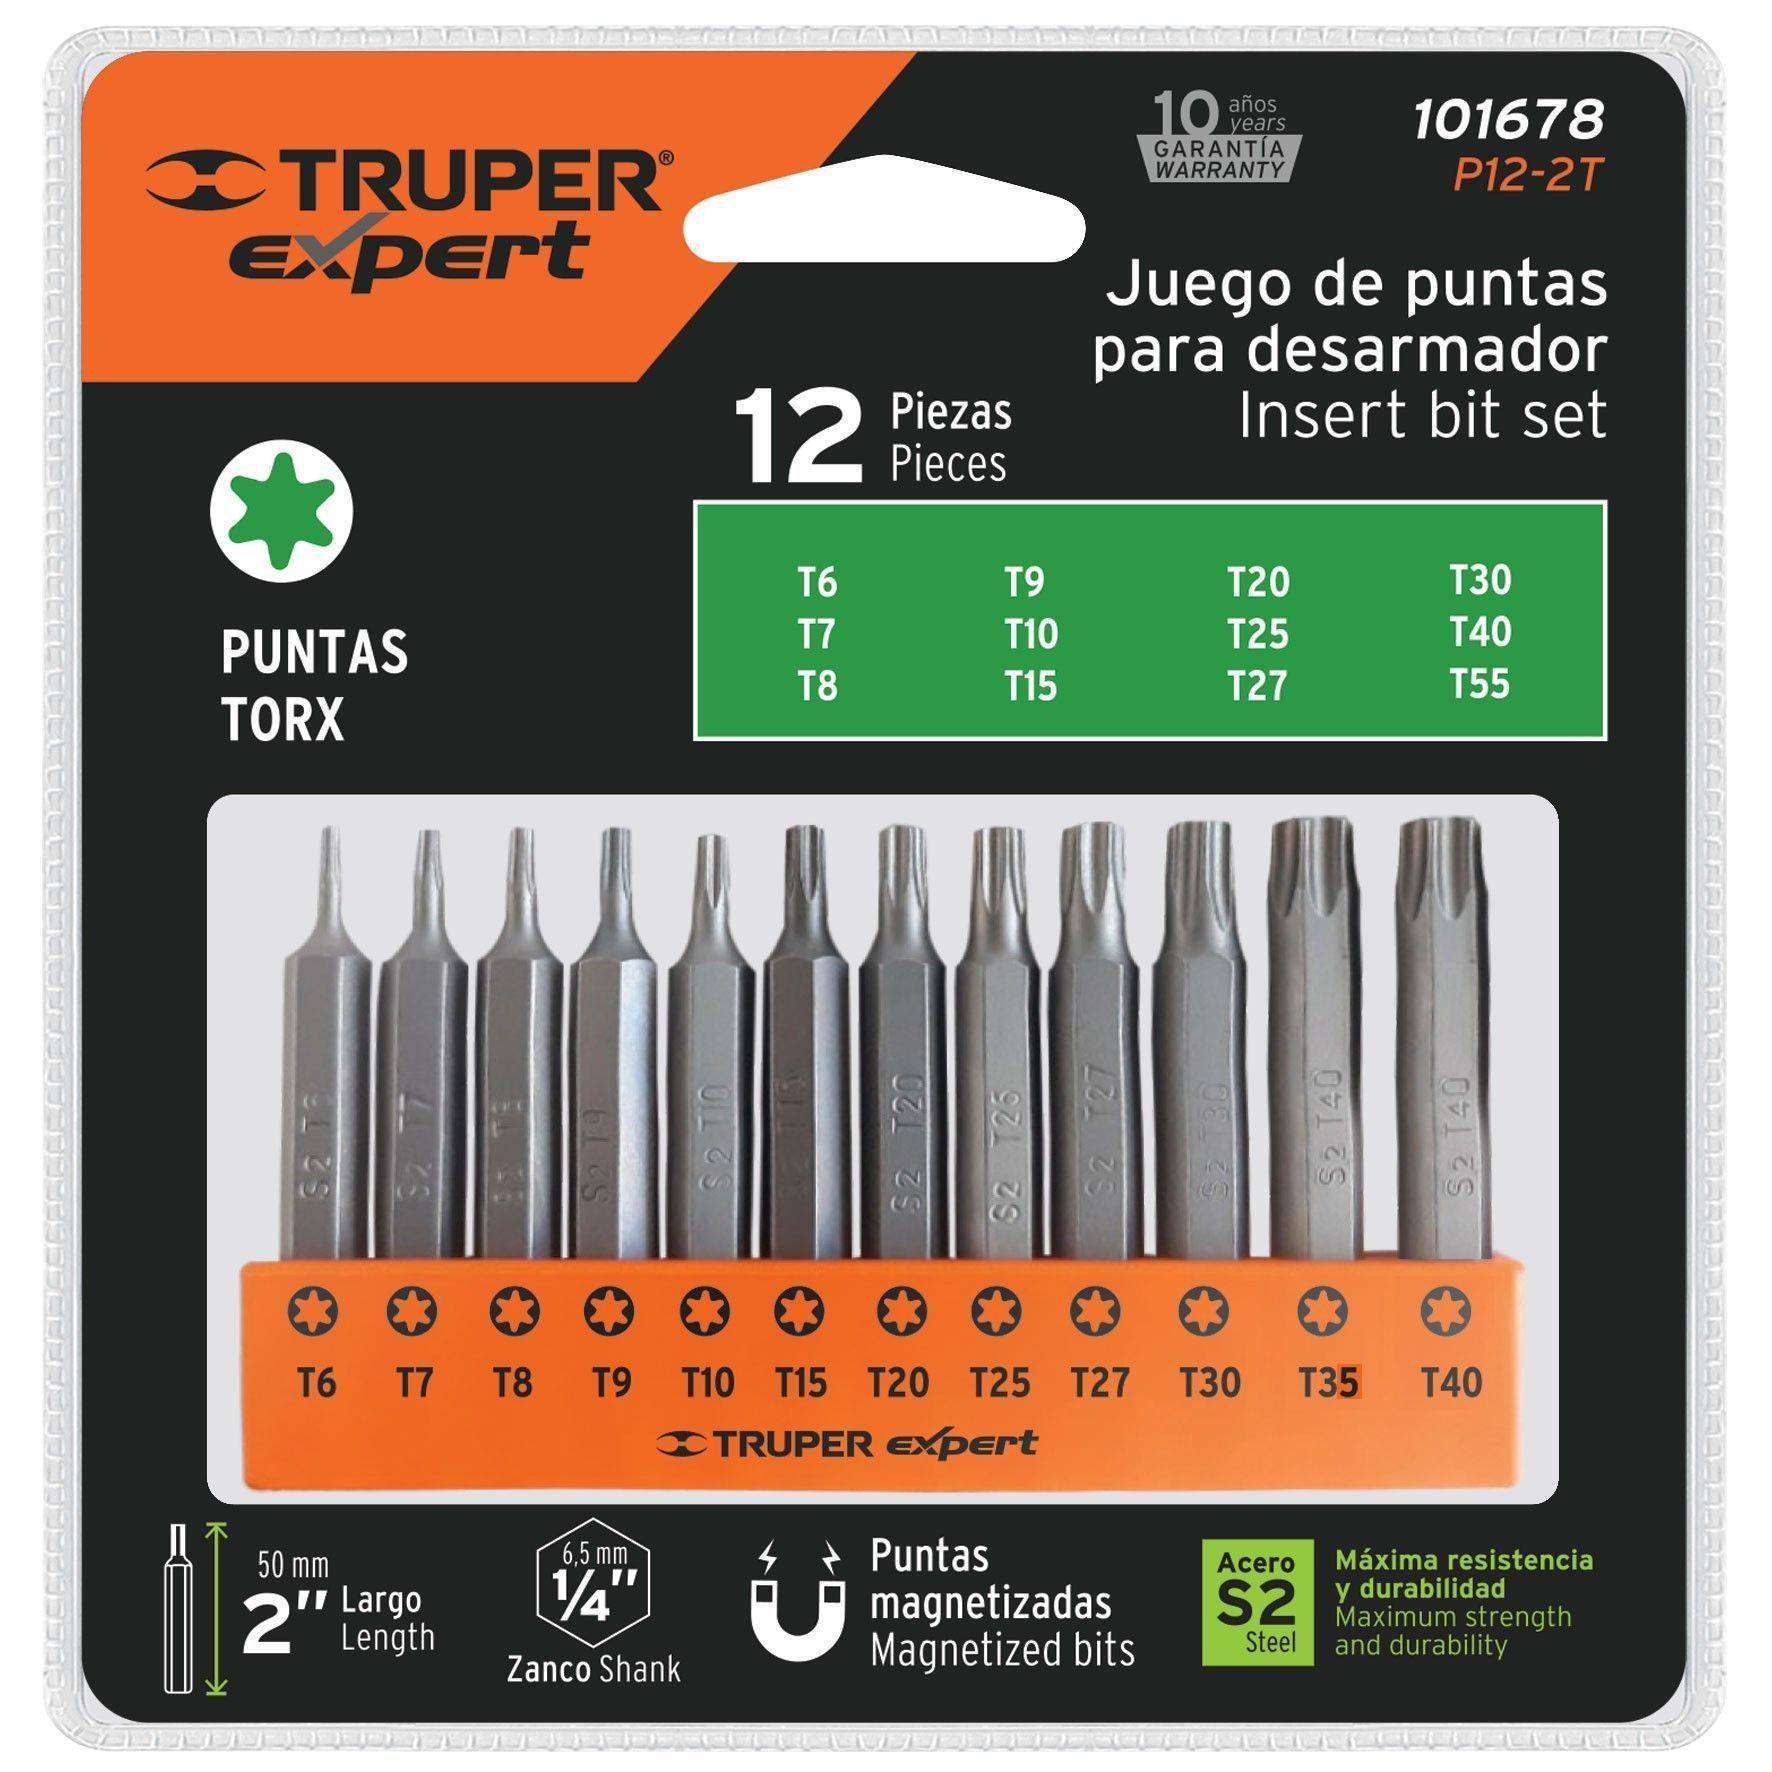 TRUPER®
expert
10 años
years
GARANTÍA
WARRANTY
101678
P12-2T
Juego de puntas
para desarmador
Insert bit set
12 Piezas
Pieces
PUNTAS
TORX
T6 T9 T20 T30
T7 T10 T25 T40
T8 T15 T27 T55
S2 T7
S2 T9
S2 T10
S2 T20
S2 T25
S2 T27
S2 T30
S2 T40
S2 T40
T6 T7 T8 T9 T10 T15 T20 T25 T27 T30 T35 T40
TRUPER expert
50 mm
2" Largo
Length
6,5 mm
1/4"
Zanco Shank
Puntas
magnetizadas
Magnetized bits
Acero
S2
Steel
Máxima resistencia
y durabilidad
Maximum strength
and durability